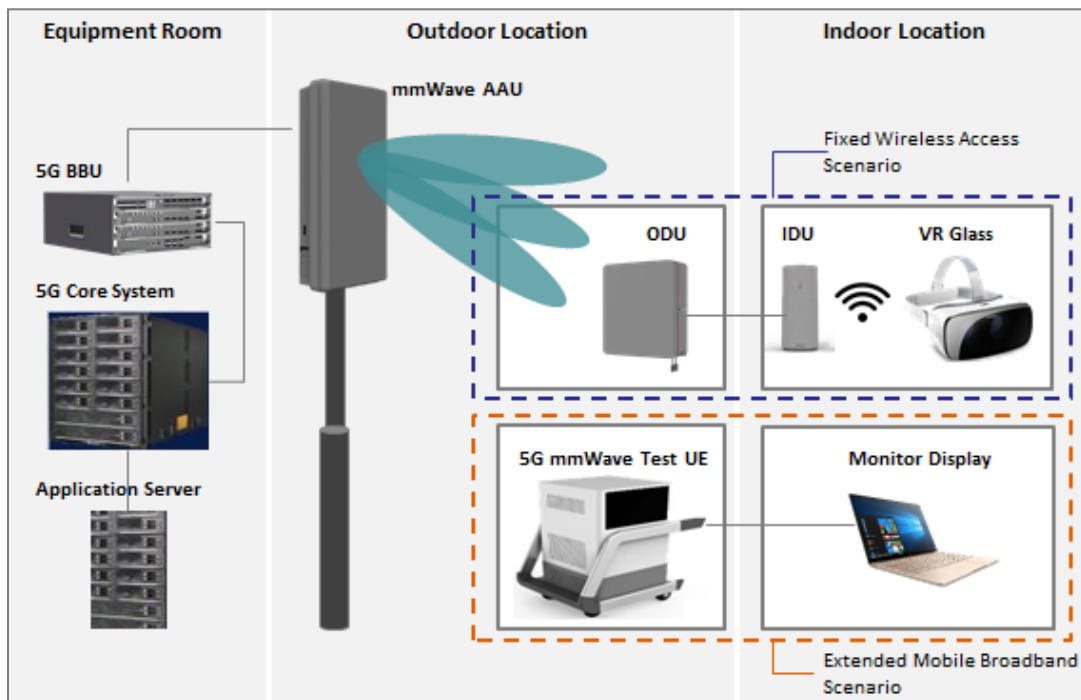 Equipment Room
Outdoor Location
Indoor Location
mmWave AAU
Fixed Wireless Access
Scenario
5G BBU
ODU
IDU
VR Glass
5G Core System
5G mmWave Test UE
Monitor Display
Application Server
Extended Mobile Broadband
Scenario